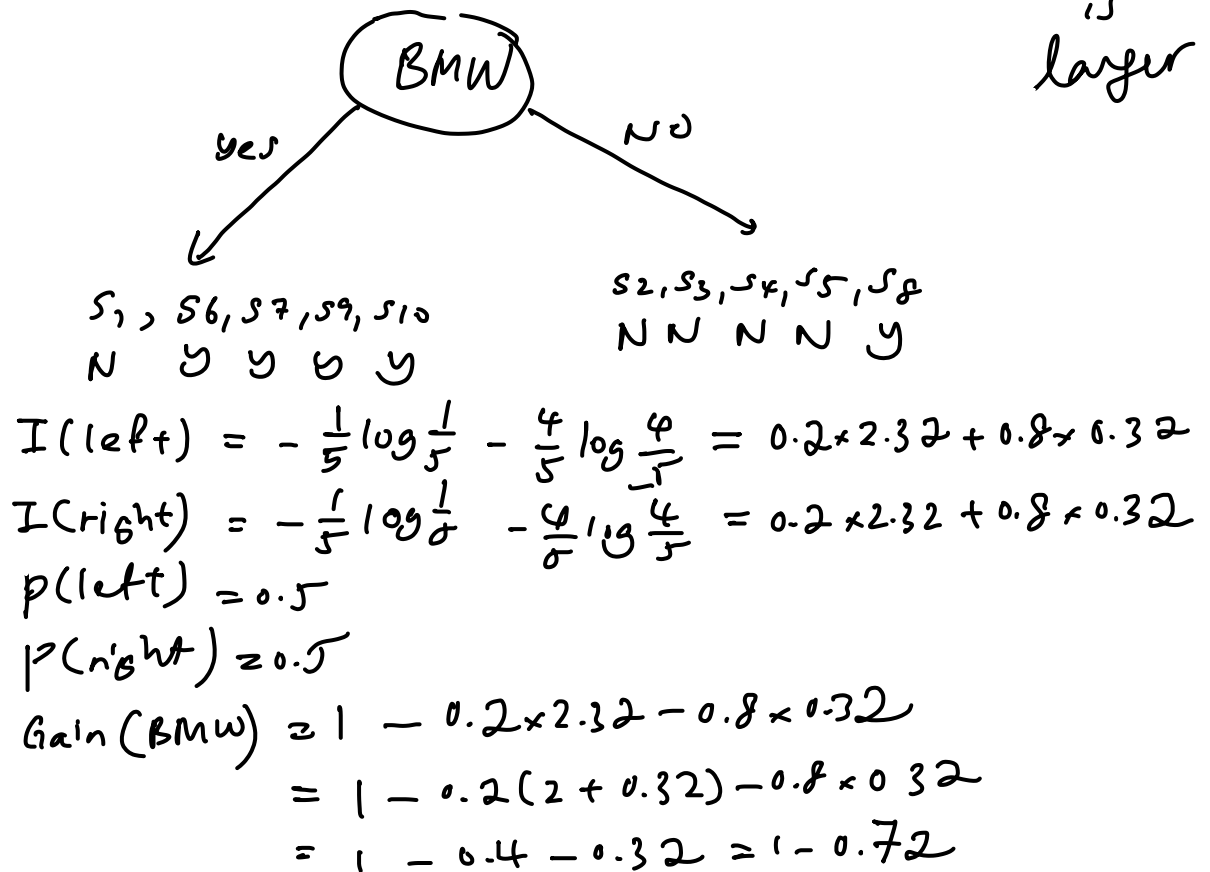 is
larger
BMW
yes
NO
S1, S6, S7, S9, S10
N y y y y
S2, S3, S4, S5, S8
N N N N y
I(left) = - 1/5 log 1/5 - 4/5 log 4/5 = 0.2×2.32 + 0.8× 0.32
I(right) = - 1/5 log 1/5 - 4/5 log 4/5 = 0.2 ×2.32 + 0.8 × 0.32
p(left) = 0.5
P(right) = 0.5
Gain (BMW) = 1 - 0.2×2.32 - 0.8 × 0.32
= 1 - 0.2(2 + 0.32) - 0.8 × 0 32
= 1 - 0.4 - 0.32 = 1 - 0.72